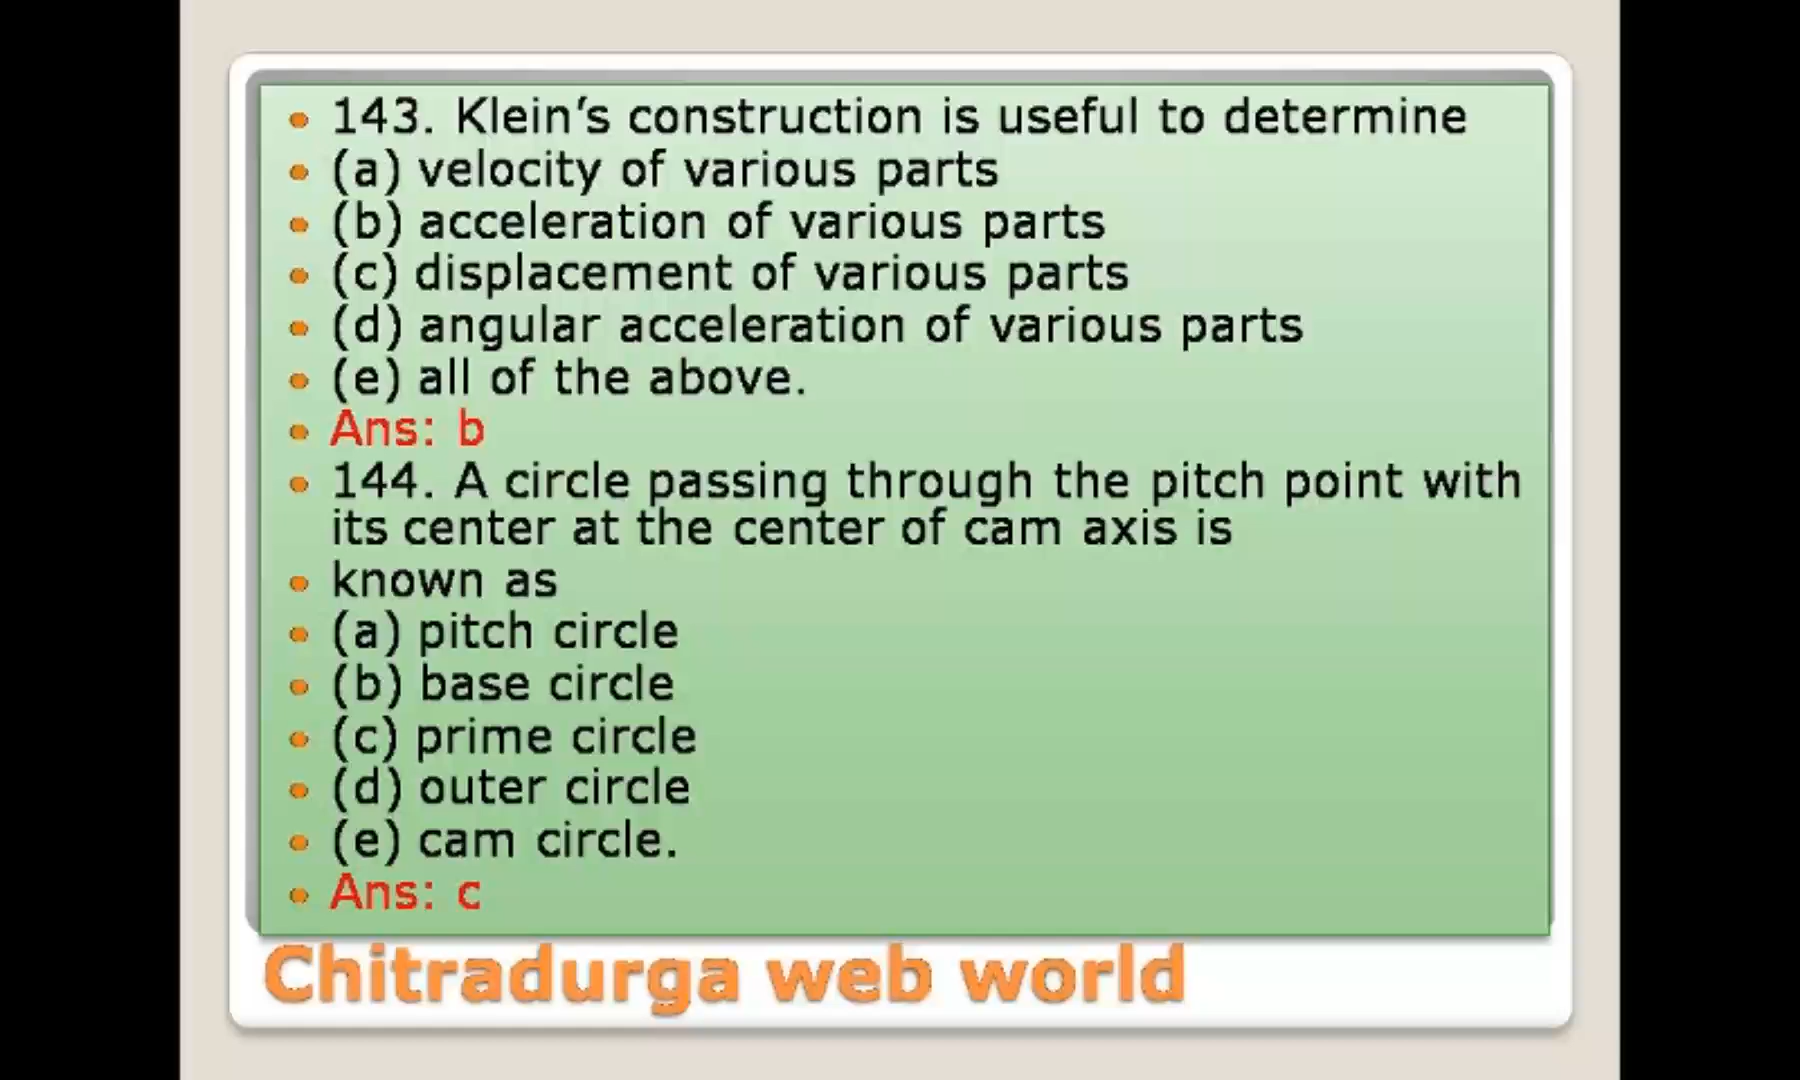 143. Klein's construction is useful to determine
(a) velocity of various parts
(b) acceleration of various parts
(c) displacement of various parts
(d) angular acceleration of various parts
(e) all of the above.
Ans: b
144. A circle passing through the pitch point with
its center at the center of cam axis is
known as
(a) pitch circle
(b) base circle
(c) prime circle
(d) outer circle
(e) cam circle.
Ans: c
Chitradurga web world